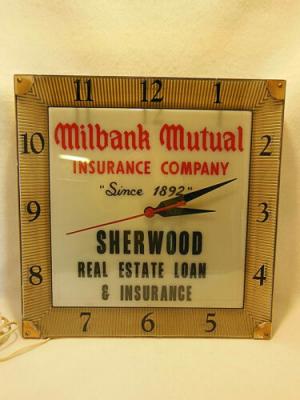 11 12 1
10 2
9 3
8 4
7 6 5
Milbank Mutual
INSURANCE COMPANY
"Since 1892"
SHERWOOD
REAL ESTATE LOAN
& INSURANCE